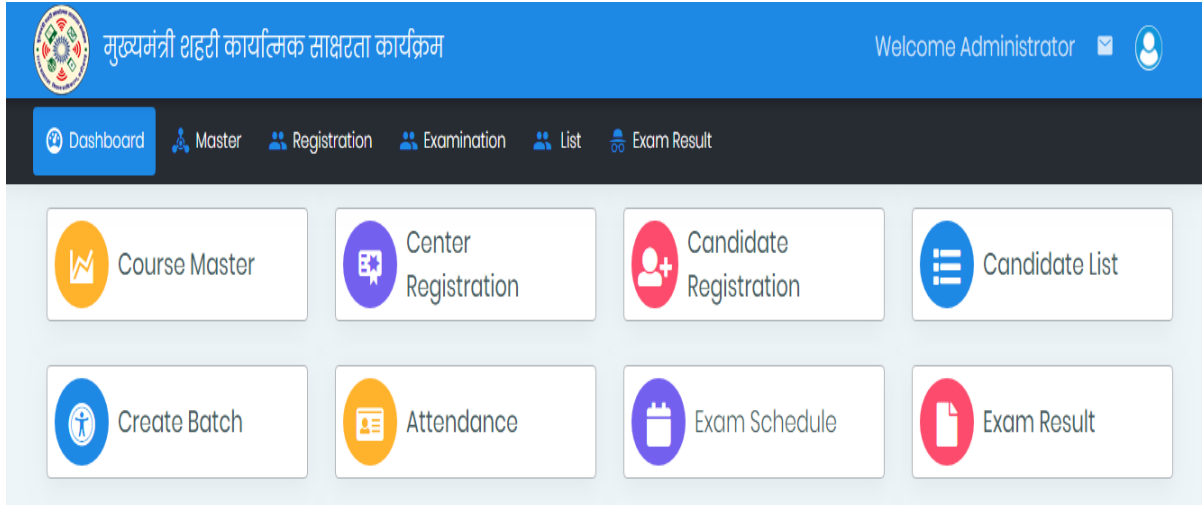 मुख्यमंत्री शहरी कार्यात्मक साक्षरता कार्यक्रम
Welcome Administrator
Dashboard Master Registration Examination List Exam Result
Course Master
Center
Registration
Candidate
Registration
Candidate List
Create Batch
Attendance
Exam Schedule
Exam Result